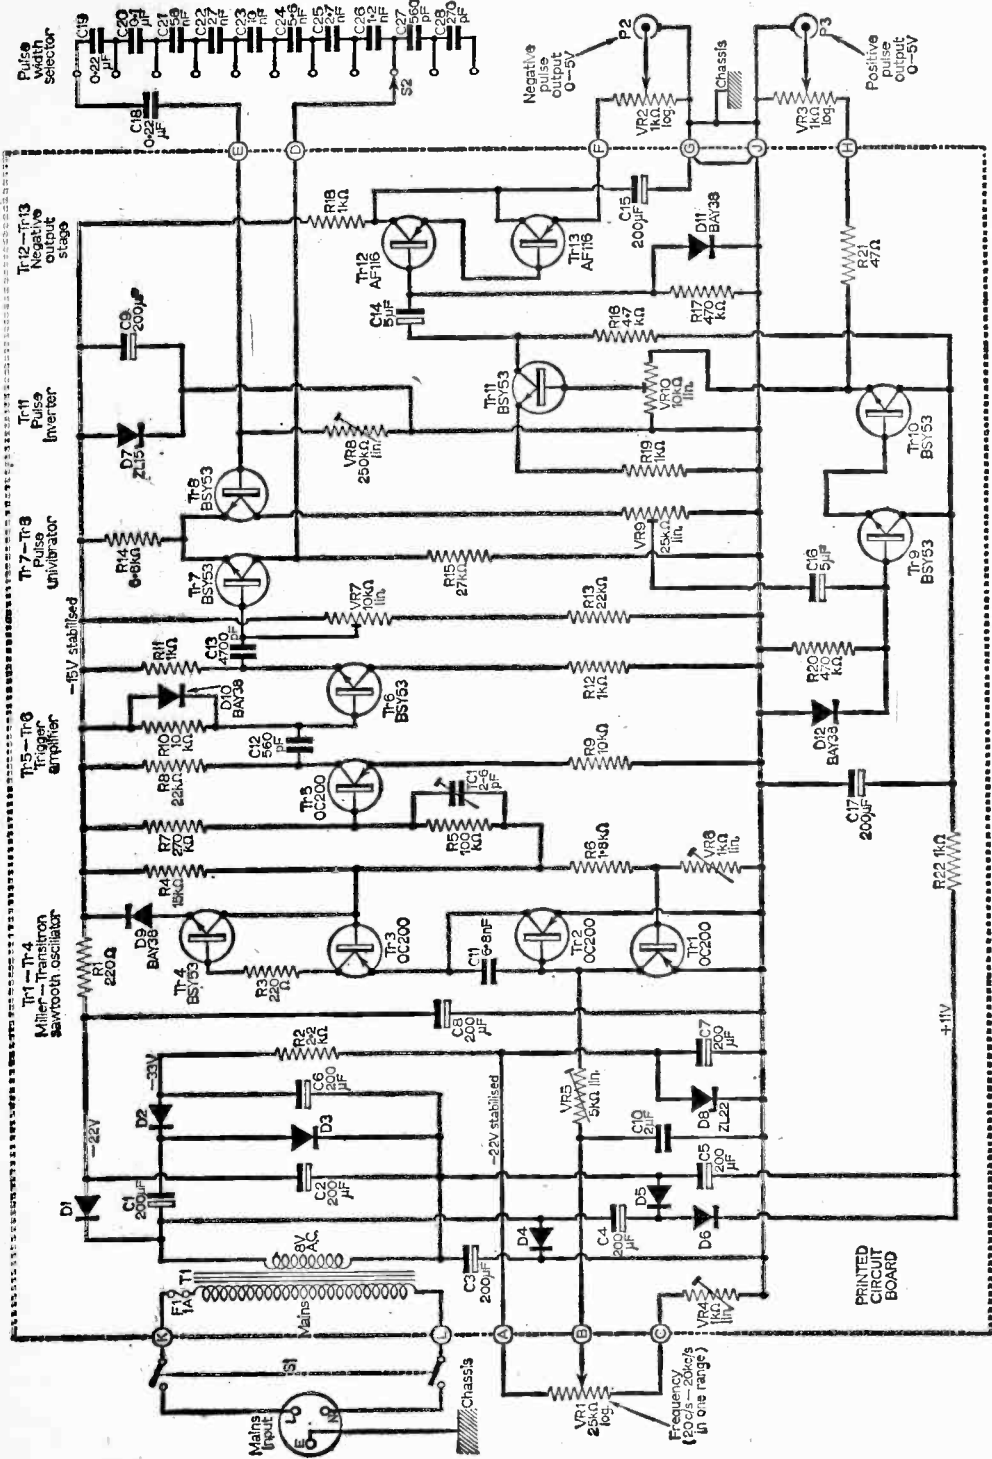 Mains
Input
E
L
N
S1
Chassis
K
L
F1
1A
T1
Mains
8V
A.C.
A
B
C
VR1
25kΩ
log.
Frequency
(20c/s—20kc/s
in one range)
VR4
1kΩ
lin.
PRINTED
CIRCUIT
BOARD
D1
C1
200μF
-22V
D2
-33V
C2
200
μF
D3
C6
200
μF
R2
2·2
kΩ
C3
200μF
D4
C4
200
μF
D5
D6
C5
200
μF
C10
2μF
-22V stabilised
VR5
5kΩ lin.
D8
ZL22
C7
200
μF
C8
200
μF
+11V
Tr1—Tr4
Miller—Transitron
sawtooth oscillator
R1
220Ω
D9
BAY38
Tr4
BSY53
R3
220
Ω
Tr3
OC200
C11
6·8nF
Tr2
OC200
Tr1
OC200
R4
15kΩ
R6
1·8kΩ
VR6
1kΩ
lin.
Tr5—Tr6
Trigger
amplifier
R7
270
kΩ
R8
22kΩ
R10
10
kΩ
D10
BAY38
R11
1kΩ
C12
560
pF
Tr5
OC200
R5
100
kΩ
TC1
2-6
pF
R9
10kΩ
Tr6
BSY53
R12
1kΩ
-15V stabilised
C13
4700
pF
VR7
10kΩ
lin.
R13
22kΩ
Tr7—Tr8
Pulse
univibrator
R14
6·8kΩ
Tr7
BSY53
Tr8
BSY53
R15
27kΩ
VR9
25kΩ
lin.
Tr11
Pulse
Inverter
D7
ZL15
C9
200μF
VR8
250kΩ
lin.
R19
1kΩ
Tr11
BSY53
VR10
10kΩ
lin.
R16
4·7
kΩ
Tr12—Tr13
Negative
output
stage
R18
1kΩ
Tr12
AF116
C14
5μF
Tr13
AF116
C15
200μF
R17
470
kΩ
D11
BAY38
C17
200μF
D12
BAY38
R20
470
kΩ
C16
5μF
Tr9
BSY53
Tr10
BSY53
R22 1kΩ
R21
47Ω
E
D
F
G
J
H
Pulse
width
selector
C18
0·22
μF
C19
0·22
μF
C20
0·1
μF
C21
56
nF
C22
27
nF
C23
10
nF
C24
5·6
nF
C25
2·7
nF
C26
1·2
nF
C27
560
pF
C28
270
pF
S2
Negative
pulse
output
0—5V
P2
VR2
1kΩ
log.
Chassis
VR3
1kΩ
log.
P3
Positive
pulse
output
0—5V